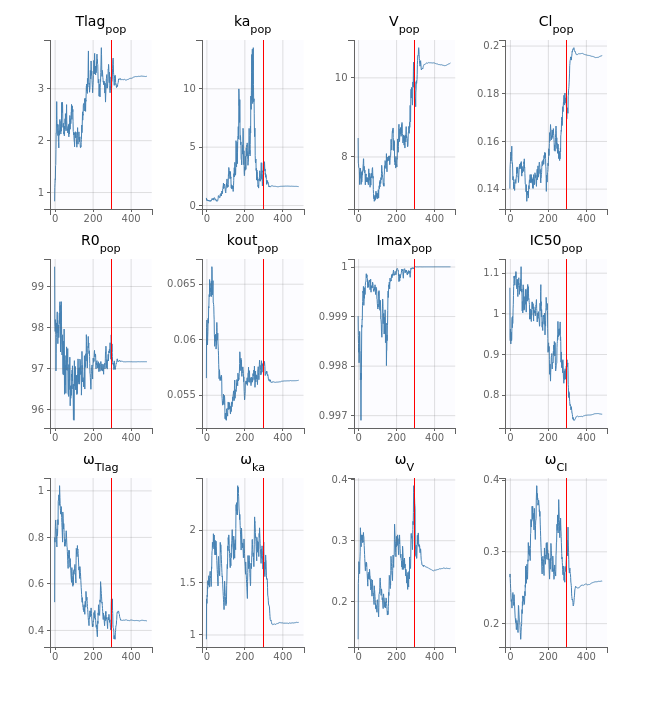 Tlag_pop ka_pop V_pop Cl_pop
3 10 10 0.2
2 5 8 0.18
1 0 0.16
0.14
0 200 400 0 200 400 0 200 400 0 200 400
R0_pop kout_pop Imax_pop IC50_pop
99 0.065 1 1.1
98 0.06 0.999 1
97 0.055 0.998 0.9
96 0.997 0.8
0 200 400 0 200 400 0 200 400 0 200 400
ω_Tlag ω_ka ω_V ω_Cl
1 2 0.4 0.4
0.8 1.5 0.3 0.3
0.6 1 0.2 0.2
0.4
0 200 400 0 200 400 0 200 400 0 200 400